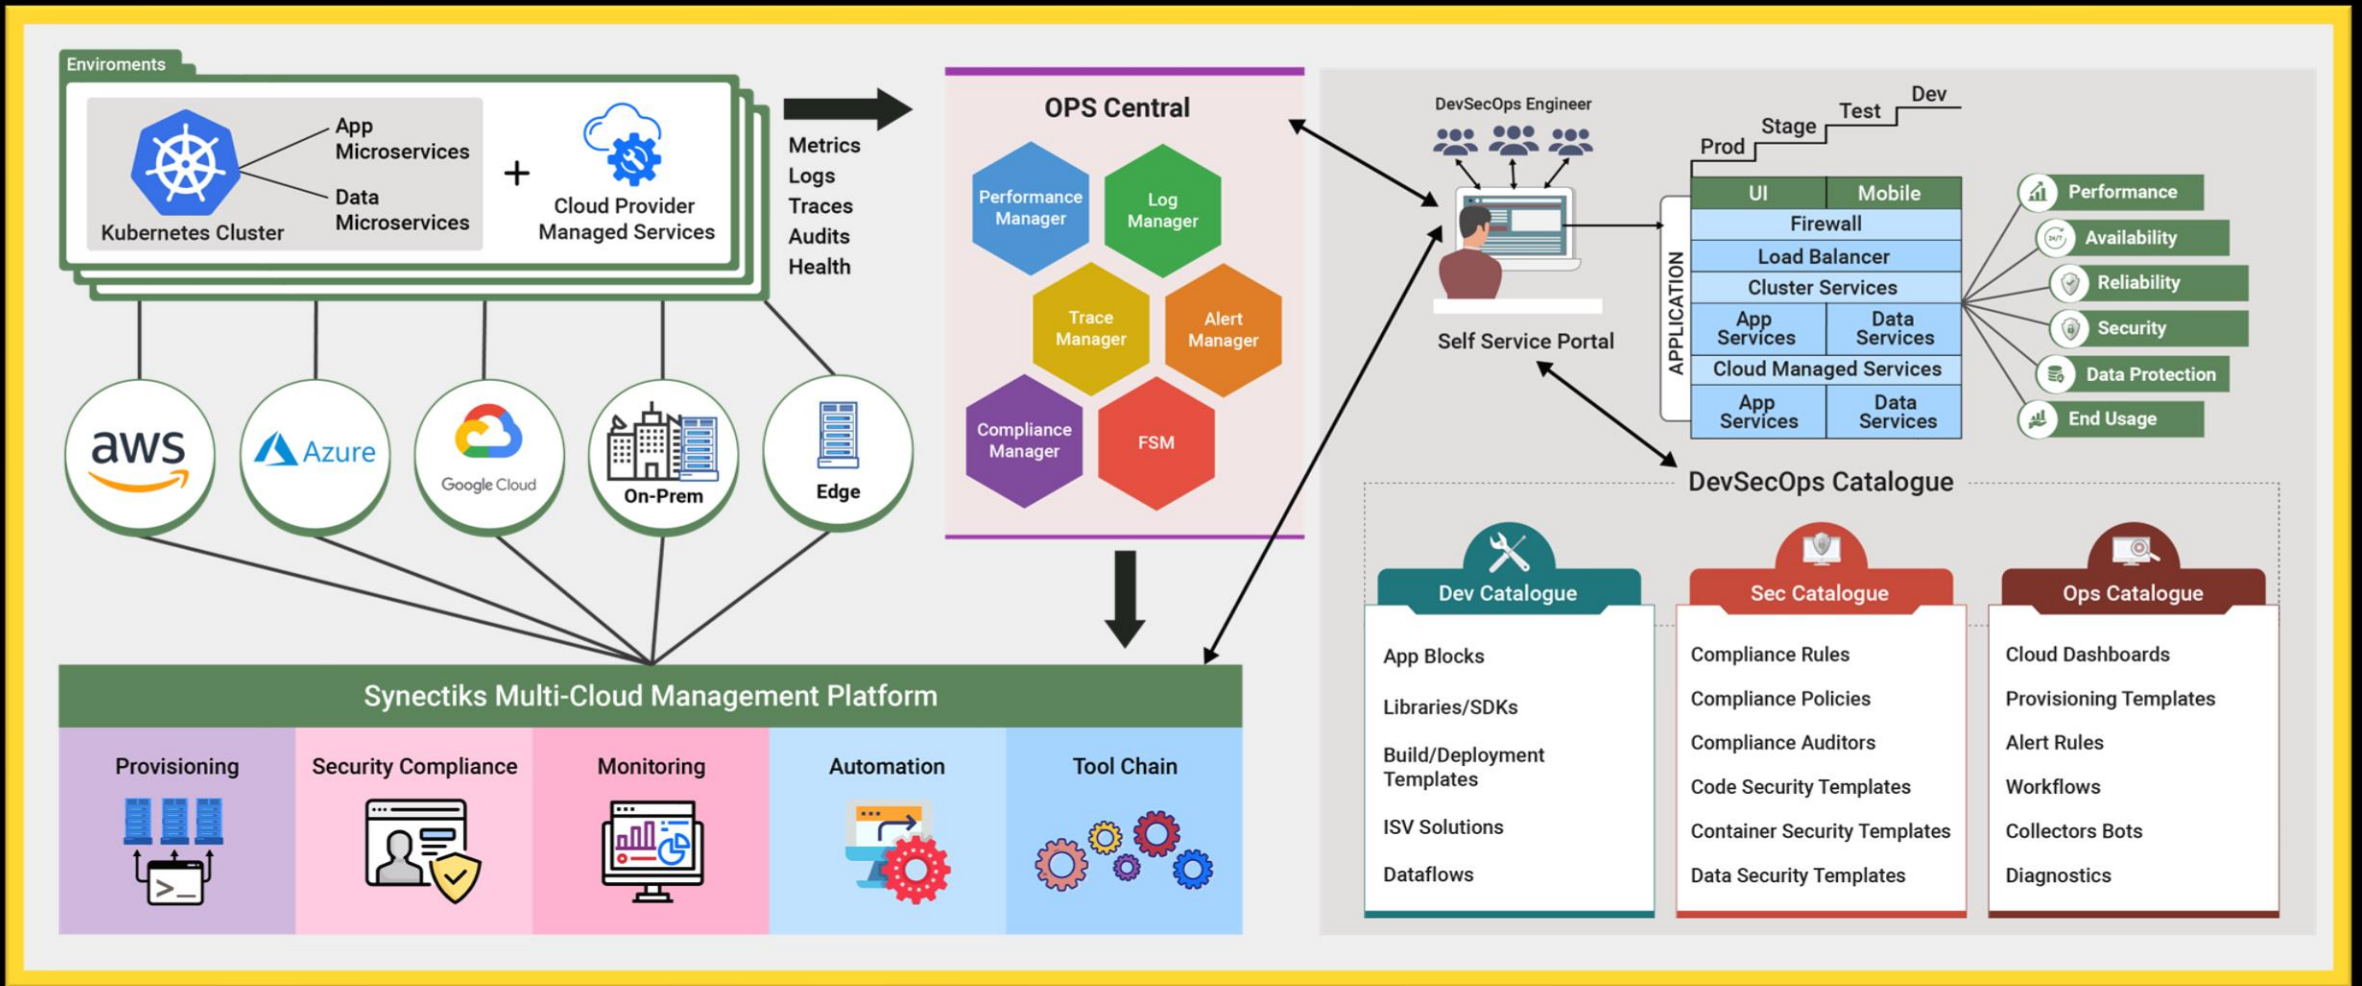 Enviroments
App
Microservices
Data
Microservices
Kubernetes Cluster
+
Cloud Provider
Managed Services
Metrics
Logs
Traces
Audits
Health
aws
Azure
Google Cloud
On-Prem
Edge
OPS Central
Performance
Manager
Log
Manager
Trace
Manager
Alert
Manager
Compliance
Manager
FSM
Synectiks Multi-Cloud Management Platform
Provisioning
Security Compliance
Monitoring
Automation
Tool Chain
>_
DevSecOps Engineer
Self Service Portal
Prod
Stage
Test
Dev
APPLICATION
UI
Mobile
Firewall
Load Balancer
Cluster Services
App
Services
Data
Services
Cloud Managed Services
App
Services
Data
Services
Performance
24/7
Availability
Reliability
Security
Data Protection
End Usage
DevSecOps Catalogue
Dev Catalogue
App Blocks
Libraries/SDKs
Build/Deployment
Templates
ISV Solutions
Dataflows
Sec Catalogue
Compliance Rules
Compliance Policies
Compliance Auditors
Code Security Templates
Container Security Templates
Data Security Templates
Ops Catalogue
Cloud Dashboards
Provisioning Templates
Alert Rules
Workflows
Collectors Bots
Diagnostics